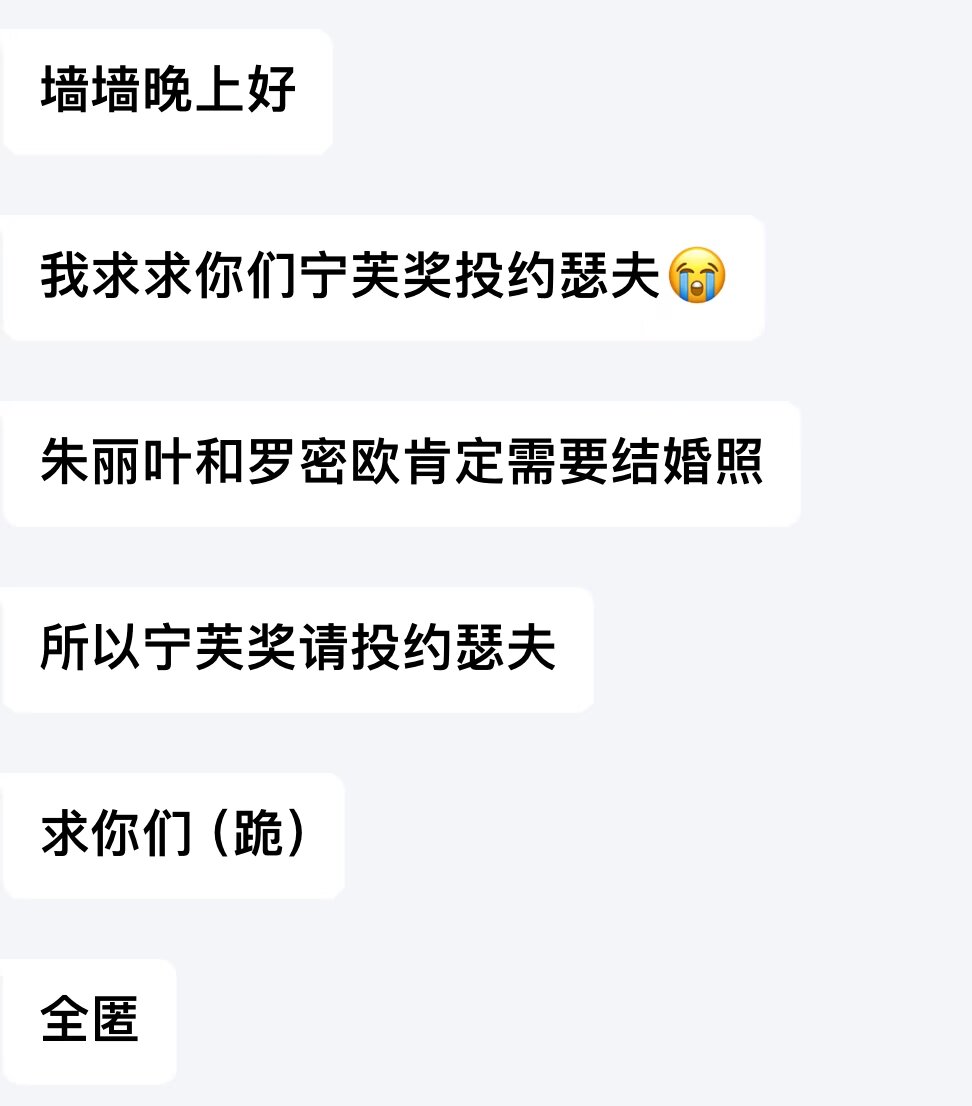 墙墙晚上好
我求求你们宁芙奖投约瑟夫😭
朱丽叶和罗密欧肯定需要结婚照
所以宁芙奖请投约瑟夫
求你们（跪）
全匿